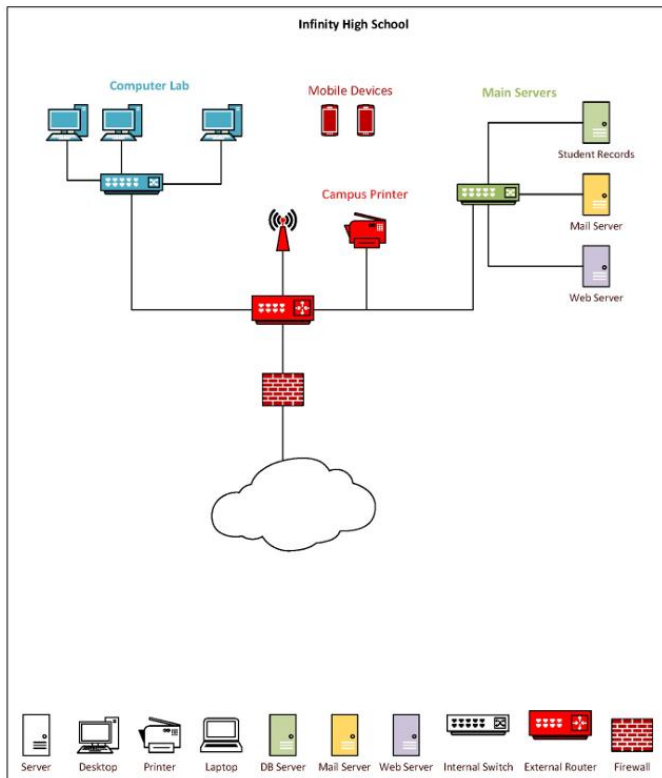 Infinity High School
Computer Lab
Mobile Devices
Main Servers
Student Records
Campus Printer
Mail Server
Web Server
Server
Desktop
Printer
Laptop
DB Server
Mail Server
Web Server
Internal Switch
External Router
Firewall